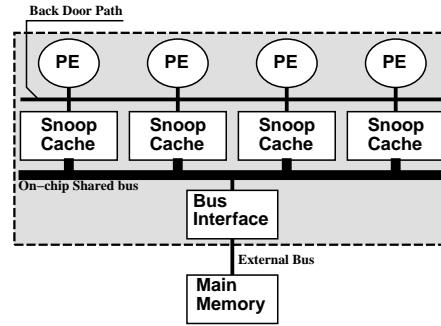 Back Door Path
PE PE PE PE
Snoop Snoop Snoop Snoop
Cache Cache Cache Cache
On-chip Shared bus
Bus
Interface
External Bus
Main
Memory